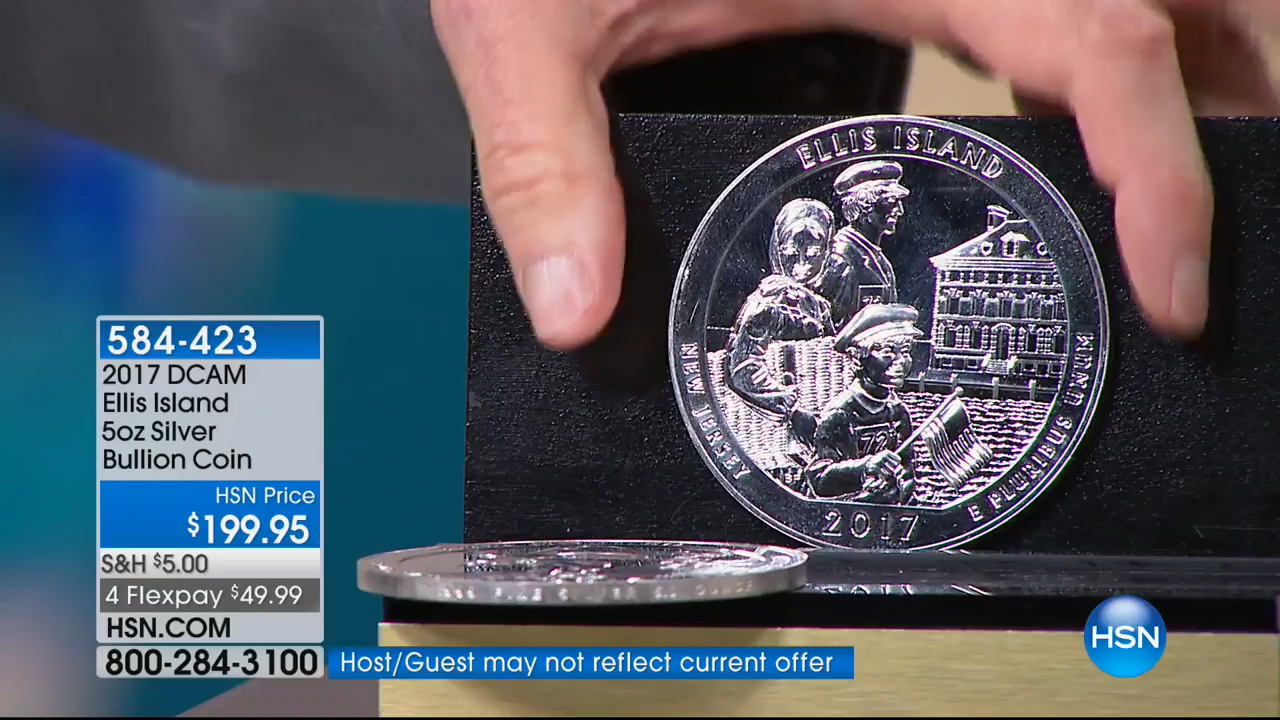 584-423
2017 DCAM
Ellis Island
5oz Silver
Bullion Coin
HSN Price
$199.95
S&H $5.00
4 Flexpay $49.99
HSN.COM
800-284-3100
Host/Guest may not reflect current offer
HSN
ELLIS ISLAND
NEW JERSEY
72
2017
E PLURIBUS UNUM